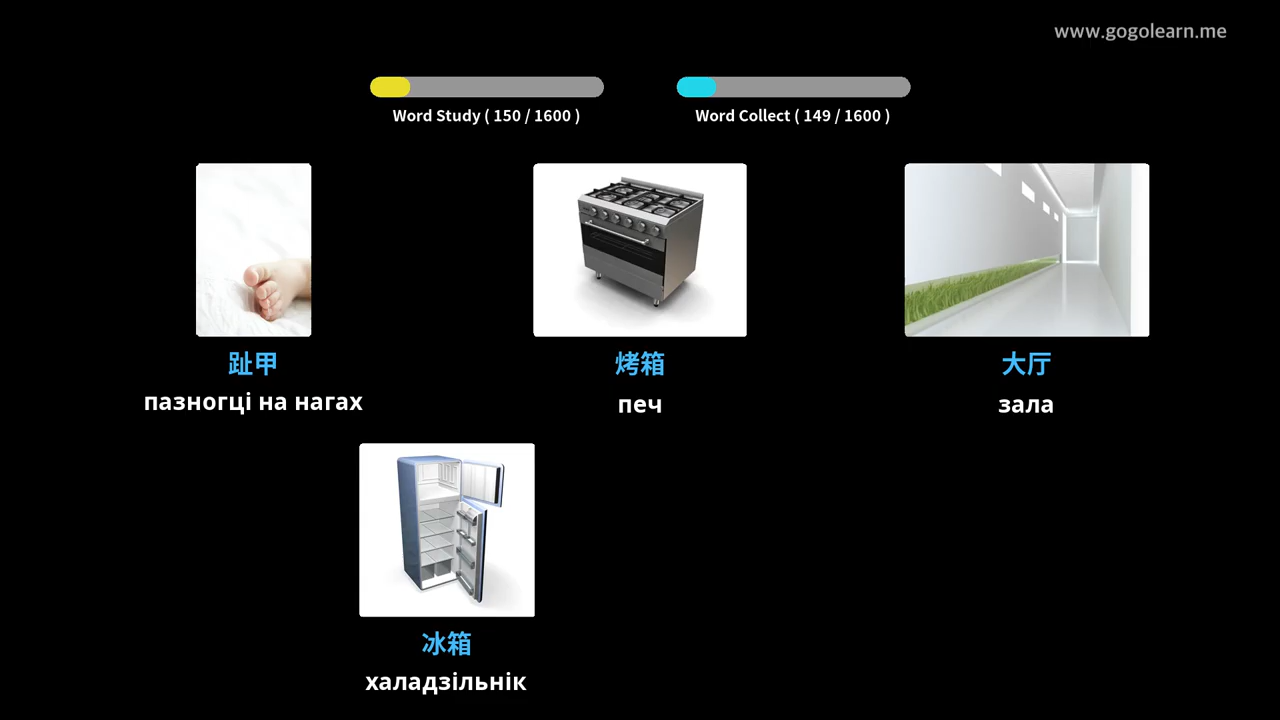 www.gogolearn.me
Word Study ( 150 / 1600 )
Word Collect ( 149 / 1600 )
趾甲
烤箱
大厅
пазногці на нагах
печ
зала
冰箱
халадзільнік